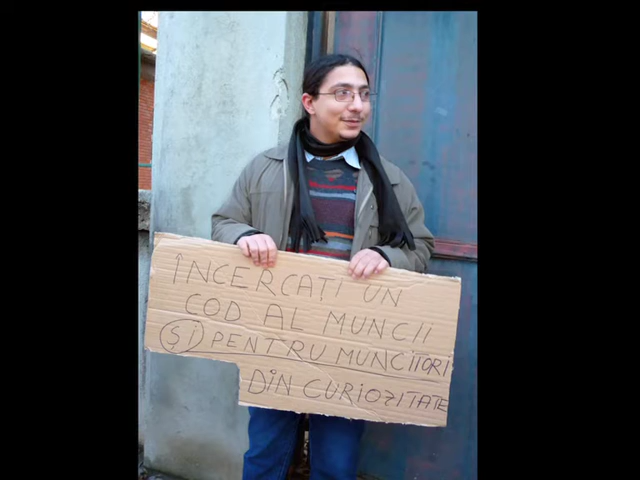 ÎNCERCAȚI UN
COD AL MUNCII
ȘI PENTRU MUNCITORI
DIN CURIOZITATE